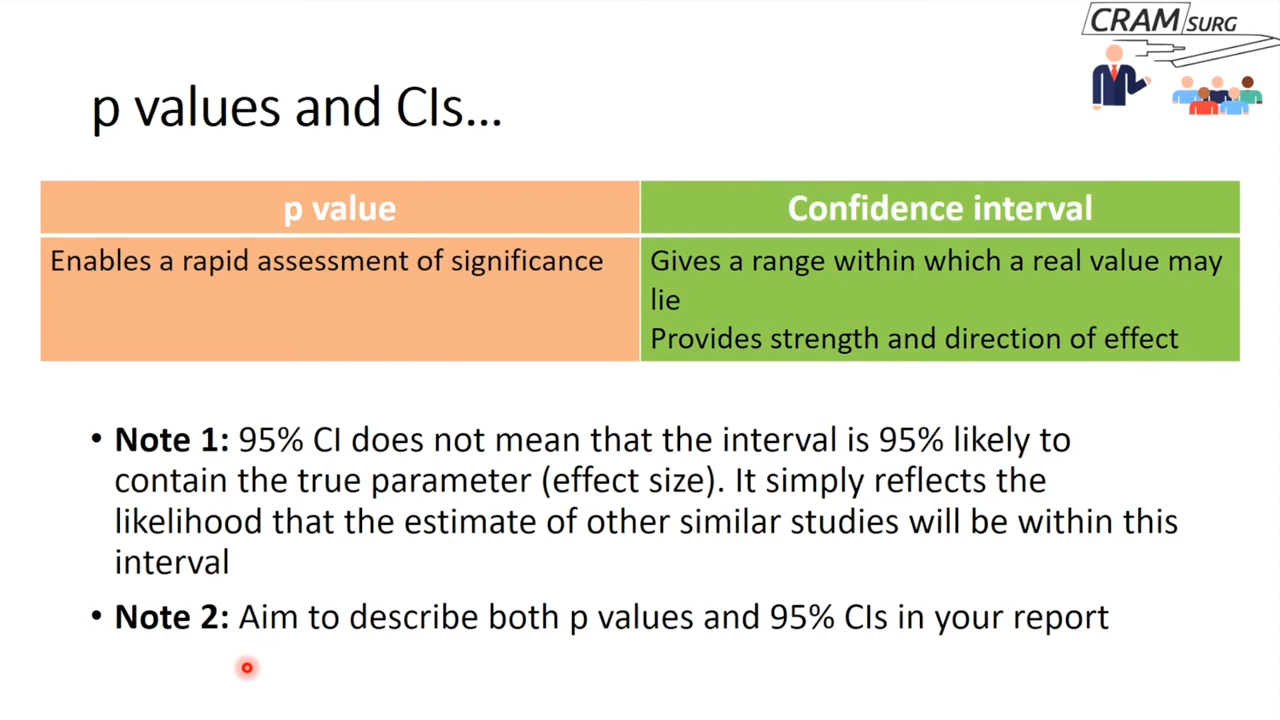 CRAM SURG
p values and CIs...
p value
Confidence interval
Enables a rapid assessment of significance
Gives a range within which a real value may
lie
Provides strength and direction of effect
• Note 1: 95% CI does not mean that the interval is 95% likely to
contain the true parameter (effect size). It simply reflects the
likelihood that the estimate of other similar studies will be within this
interval
• Note 2: Aim to describe both p values and 95% CIs in your report